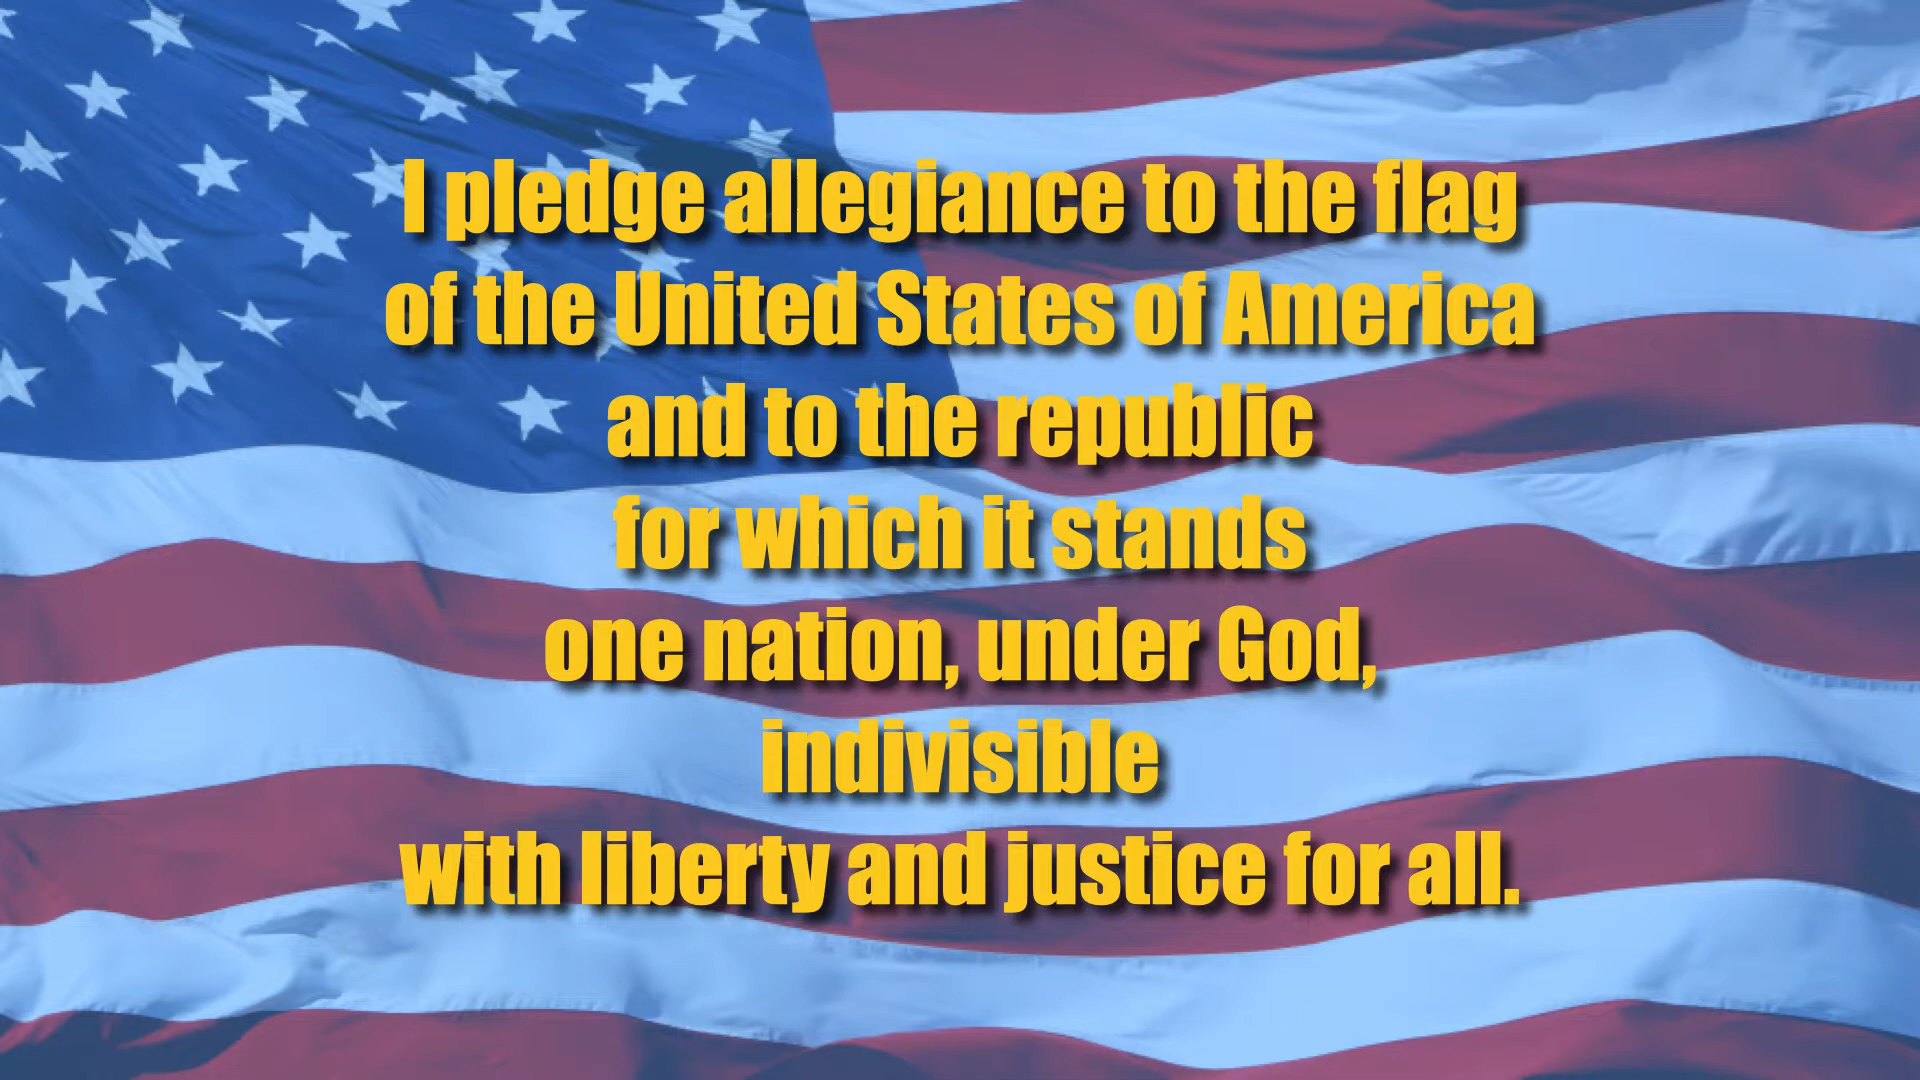 I pledge allegiance to the flag
of the United States of America
and to the republic
for which it stands
one nation, under God,
indivisible
with liberty and justice for all.